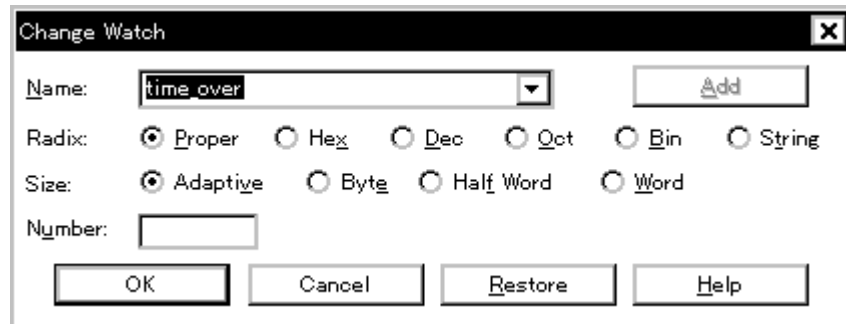 Change Watch
Name: time_over Add
Radix: Proper Hex Dec Oct Bin String
Size: Adaptive Byte Half Word Word
Number:
OK Cancel Restore Help